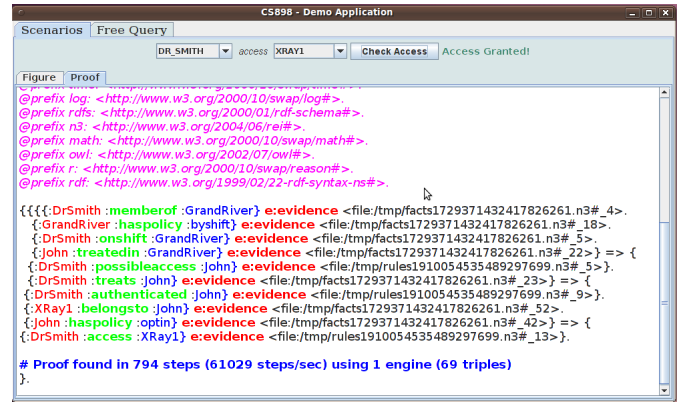 CS898 - Demo Application
Scenarios Free Query
DR_SMITH access XRAY1 Check Access Access Granted!
Figure Proof
@prefix log: <http://www.w3.org/2000/10/swap/log#>.
@prefix rdfs: <http://www.w3.org/2000/01/rdf-schema#>.
@prefix n3: <http://www.w3.org/2004/06/rei#>.
@prefix math: <http://www.w3.org/2000/10/swap/math#>.
@prefix owl: <http://www.w3.org/2002/07/owl#>.
@prefix r: <http://www.w3.org/2000/10/swap/reason#>.
@prefix rdf: <http://www.w3.org/1999/02/22-rdf-syntax-ns#>.
{{{{:DrSmith :memberof :GrandRiver} e:evidence <file:/tmp/facts1729371432417826261.n3#_4>.
{:GrandRiver :haspolicy :byshift} e:evidence <file:/tmp/facts1729371432417826261.n3#_18>.
{:DrSmith :onshift :GrandRiver} e:evidence <file:/tmp/facts1729371432417826261.n3#_5>.
{:John :treatedin :GrandRiver} e:evidence <file:/tmp/facts1729371432417826261.n3#_22>} => {
{:DrSmith :possibleaccess :John} e:evidence <file:/tmp/rules1910054535489297699.n3#_5>}.
{:DrSmith :treats :John} e:evidence <file:/tmp/facts1729371432417826261.n3#_23>} => {
{:DrSmith :authenticated :John} e:evidence <file:/tmp/rules1910054535489297699.n3#_9>}.
{:XRay1 :belongsto :John} e:evidence <file:/tmp/facts1729371432417826261.n3#_52>.
{:John :haspolicy :optin} e:evidence <file:/tmp/facts1729371432417826261.n3#_42>} => {
{:DrSmith :access :XRay1} e:evidence <file:/tmp/rules1910054535489297699.n3#_13>}.
# Proof found in 794 steps (61029 steps/sec) using 1 engine (69 triples)
}.